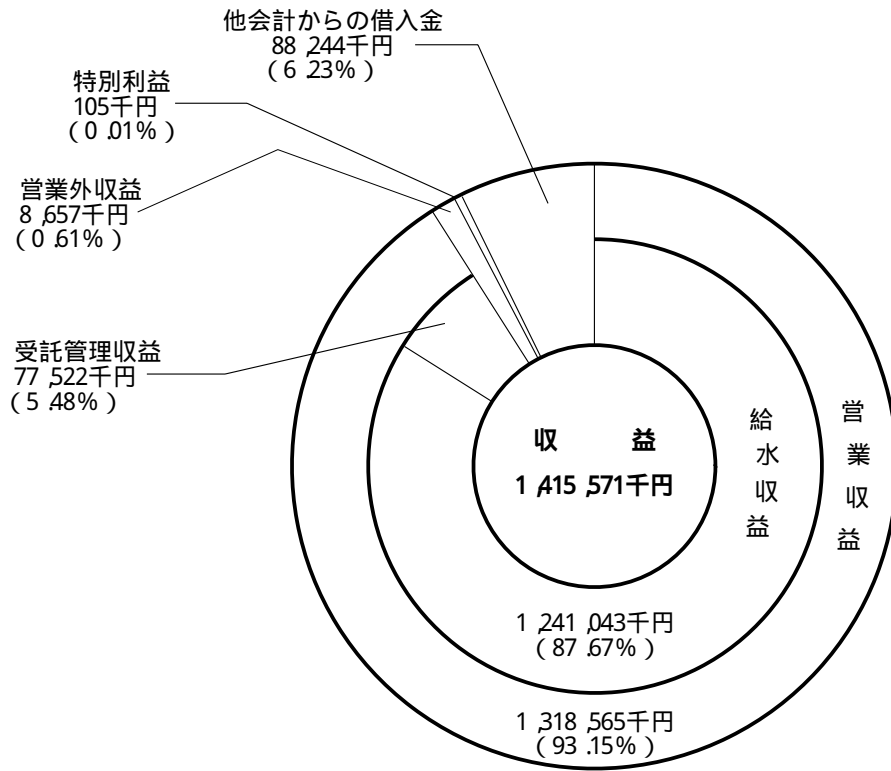 他会計からの借入金
88,244千円
(6.23%)
特別利益
105千円
(0.01%)
営業外収益
8,657千円
(0.61%)
受託管理収益
77,522千円
(5.48%)
収　益
1,415,571千円
給水収益
営業収益
1,241,043千円
(87.67%)
1,318,565千円
(93.15%)